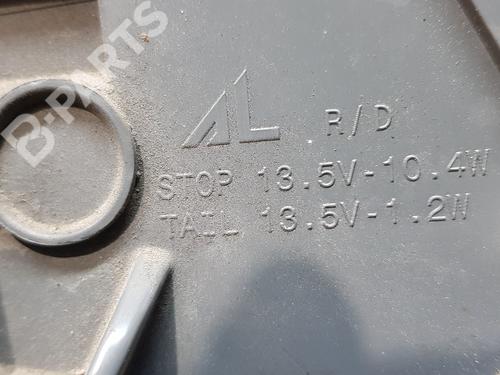 B-PARTS
AL R/D
STOP 13.5V-10.4W
TAIL 13.5V-1.2W